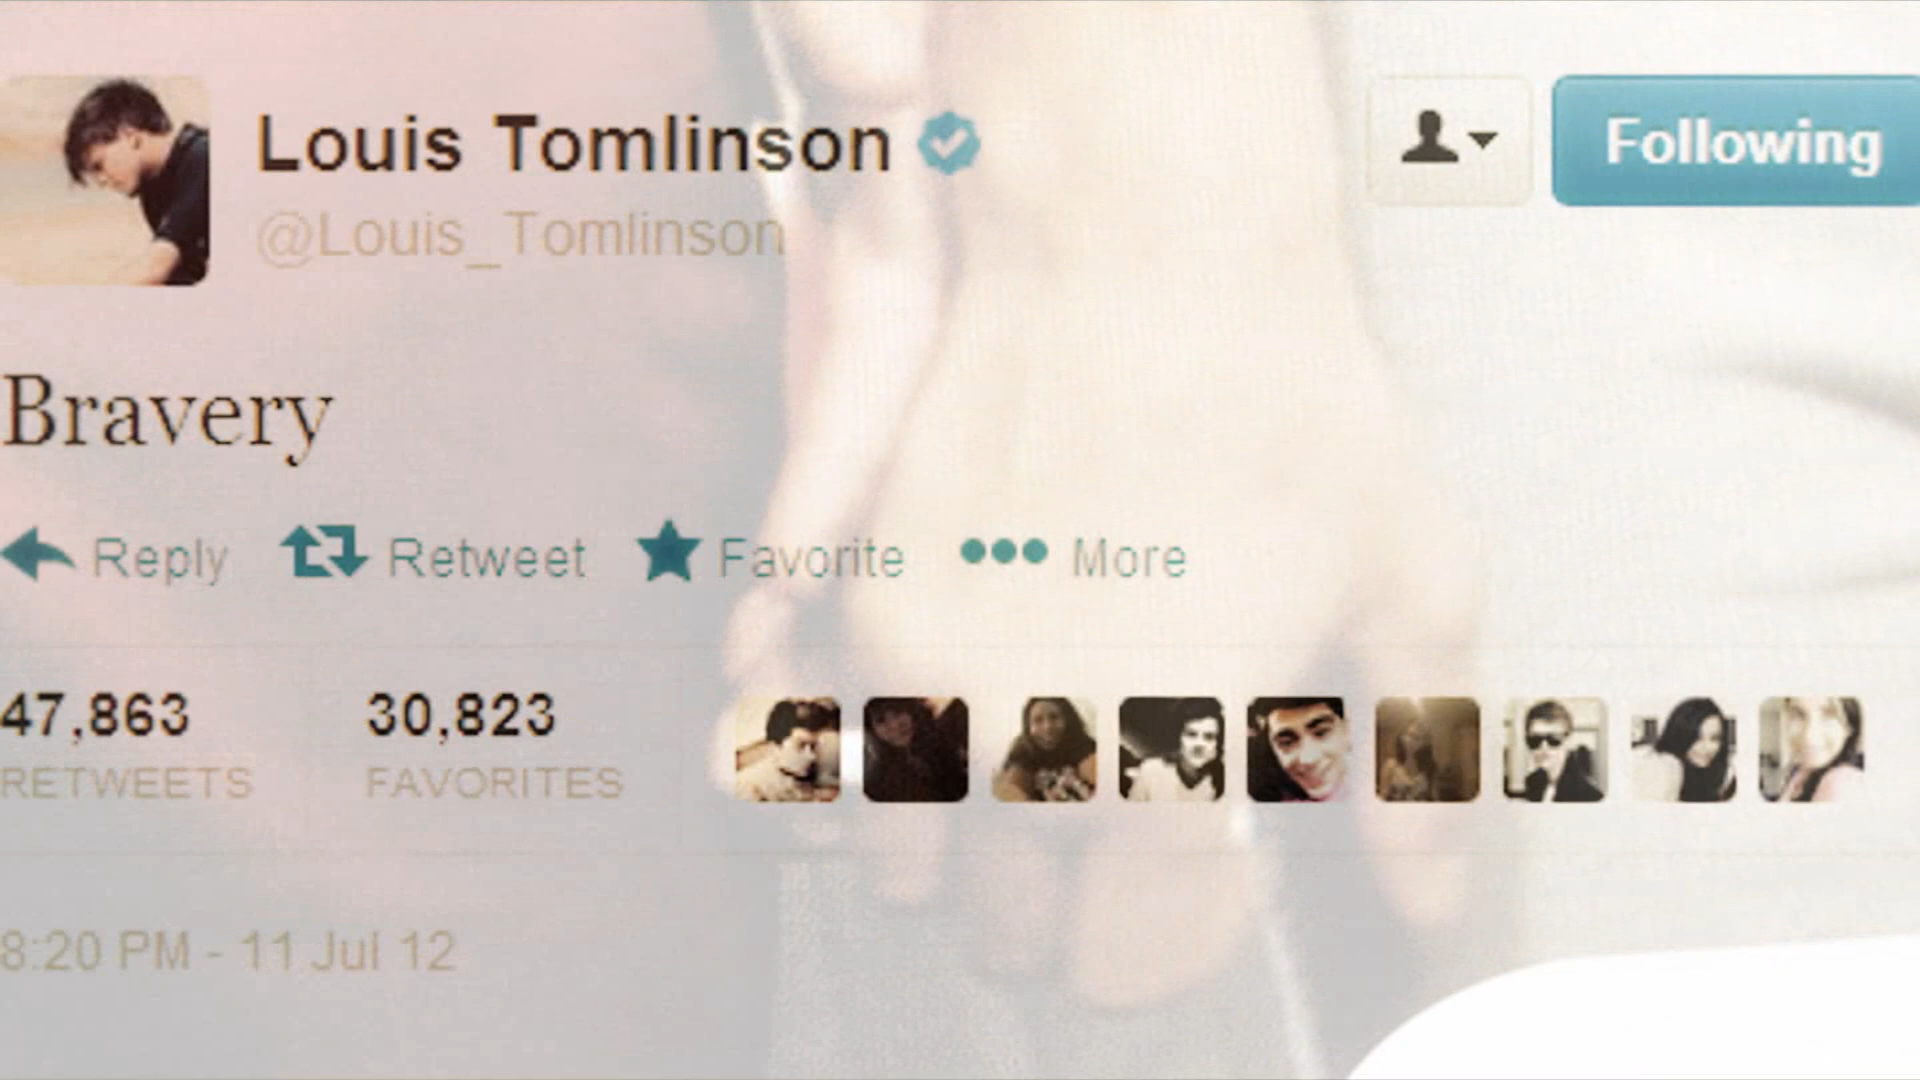 Louis Tomlinson
@Louis_Tomlinson
Following
Bravery
Reply Retweet Favorite More
47,863 30,823
RETWEETS FAVORITES
8:20 PM - 11 Jul 12